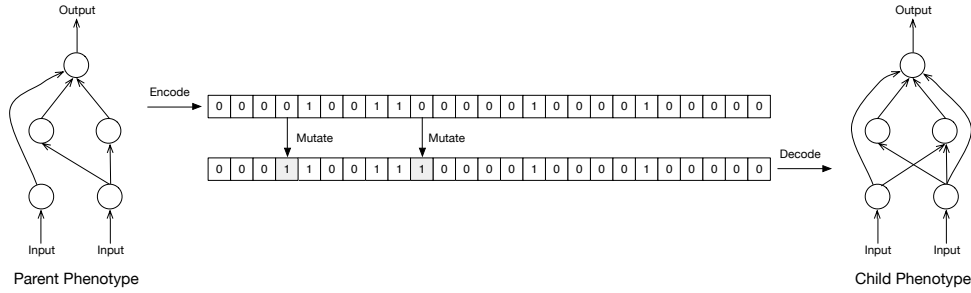 Output
Output
Encode
0 0 0 0 1 0 0 1 1 0 0 0 0 0 1 0 0 0 0 1 0 0 0 0 0
Mutate
Mutate
0 0 0 1 1 0 0 1 1 1 0 0 0 0 1 0 0 0 0 1 0 0 0 0 0
Decode
Input
Input
Input
Input
Parent Phenotype
Child Phenotype